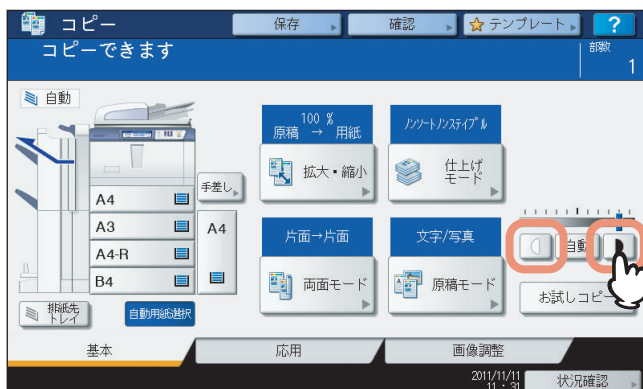 コピー
保存
確認
テンプレート
?
コピーできます
部数
1
自動
100 %
原稿 → 用紙
ノンソートノンステイプル
拡大・縮小
仕上げ
モード
手差し
A4
A3
A4-R
B4
A4
片面→片面
文字/写真
両面モード
原稿モード
自動
お試しコピー
排紙先
トレイ
自動用紙選択
基本
応用
画像調整
2011/11/11
11 : 31
状況確認